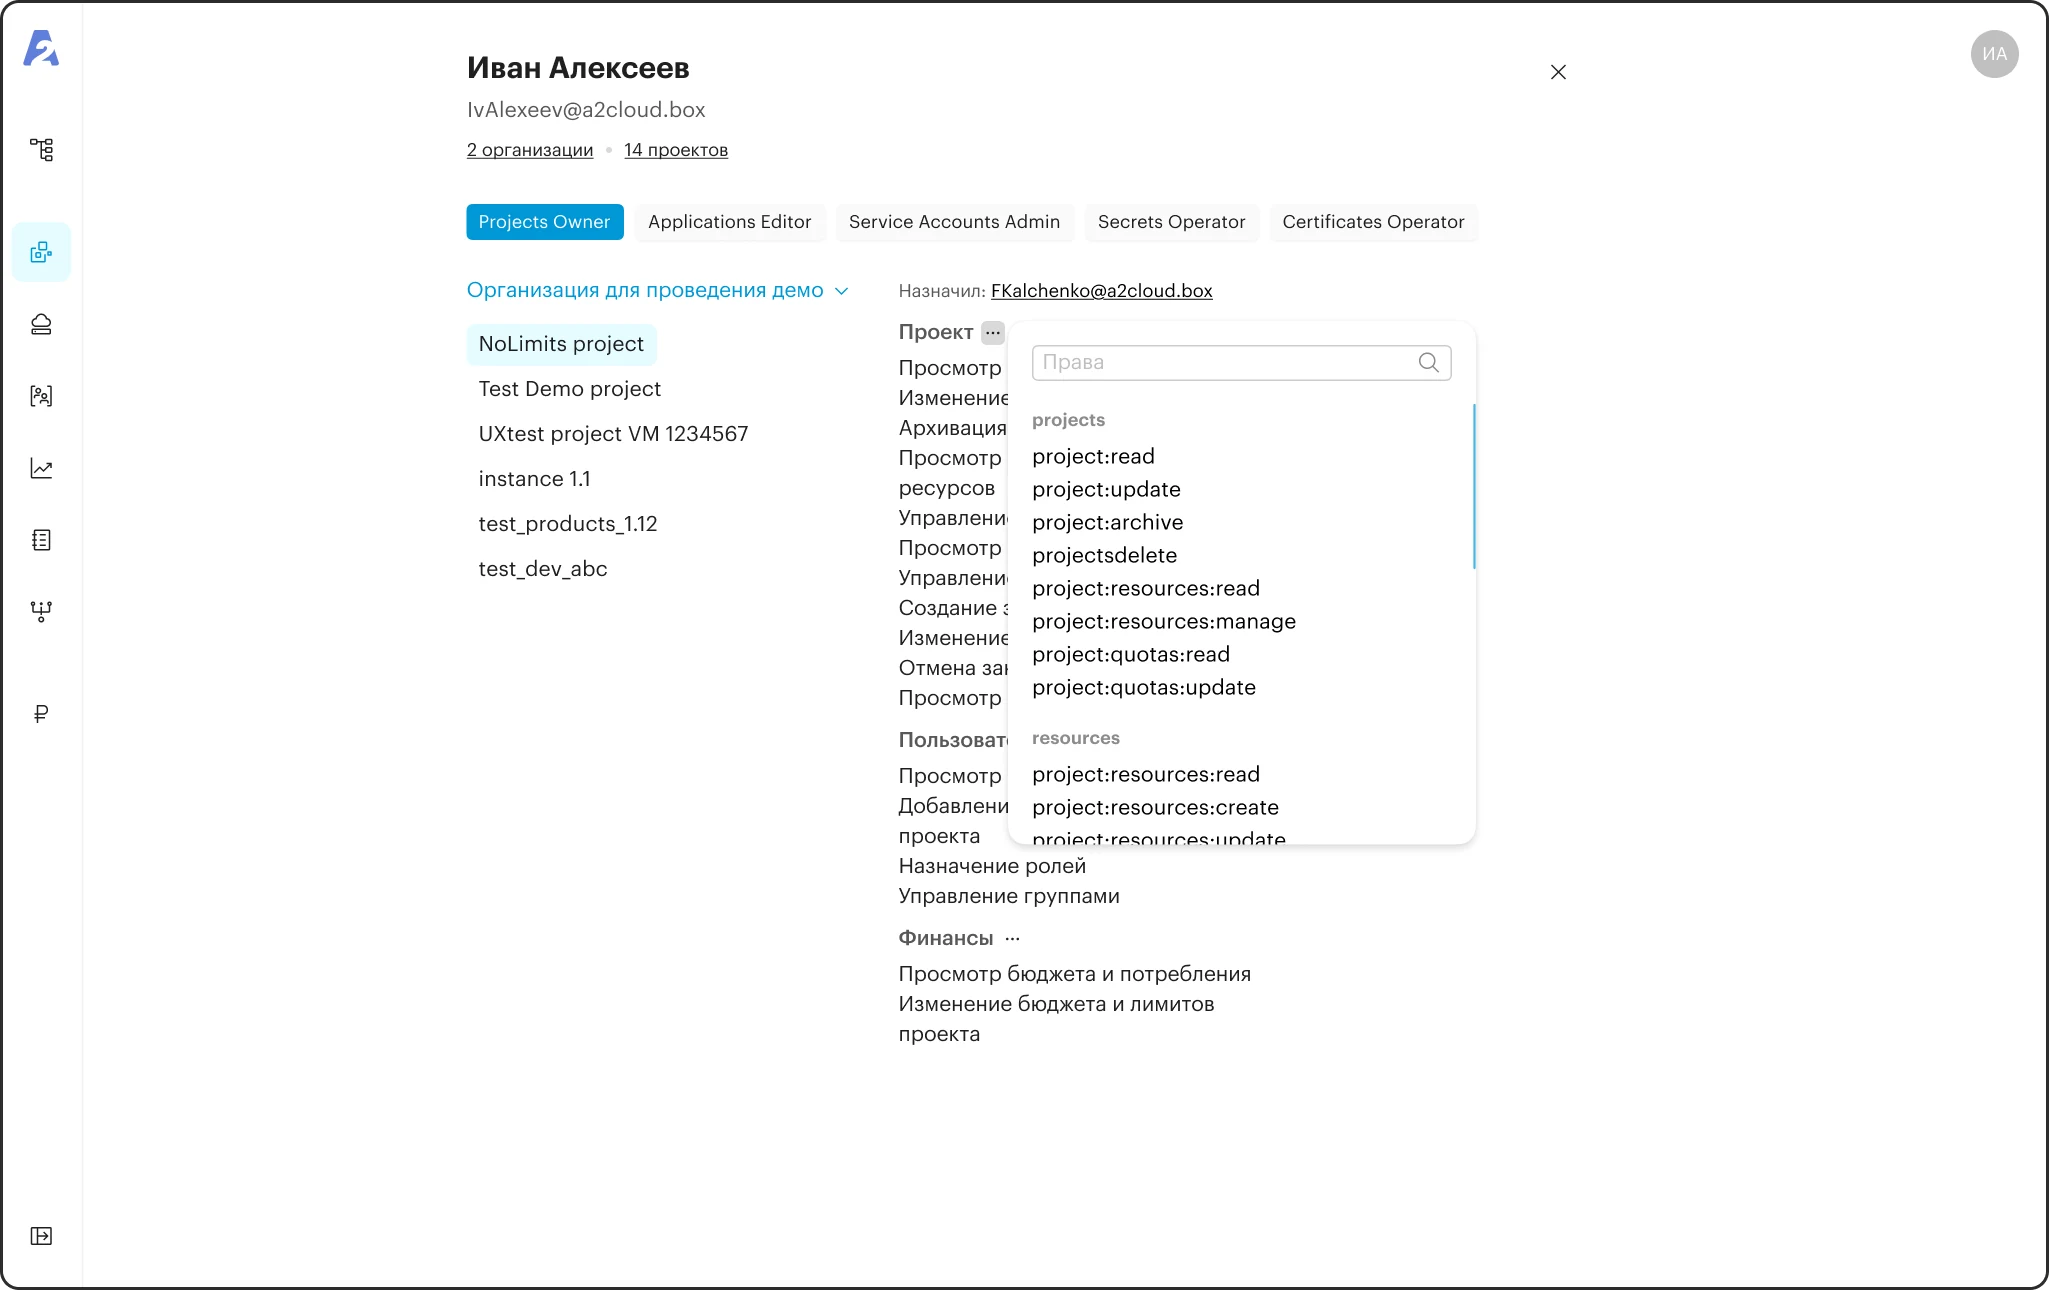 A2
ИА
Иван Алексеев
IvAlexeev@a2cloud.box
2 организации • 14 проектов
Projects Owner
Applications Editor
Service Accounts Admin
Secrets Operator
Certificates Operator
Организация для проведения демо
NoLimits project
Test Demo project
UXtest project VM 1234567
instance 1.1
test_products_1.12
test_dev_abc
Назначил: FKalchenko@a2cloud.box
Проект ...
Просмотр
Изменение
Архивация
Просмотр
ресурсов
Просмотр
Создание
Изменение
Отмена
Просмотр
Просмотр
проекта
Назначение ролей
Управление группами
Финансы ...
Просмотр бюджета и потребления
Изменение бюджета и лимитов
проекта
Права
projects
project:read
project:update
project:archive
projectsdelete
project:resources:read
project:resources:manage
project:quotas:read
project:quotas:update
resources
project:resources:read
project:resources:create
project:resources:update